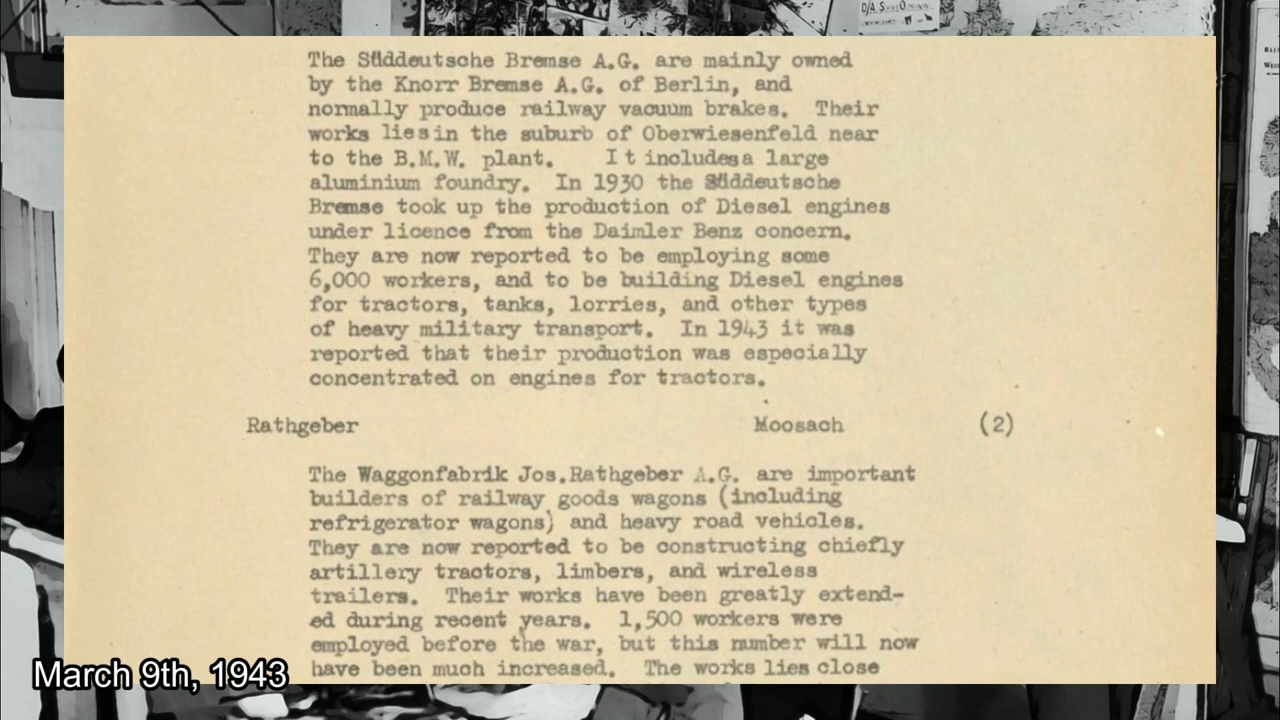 D/A S
The Süddeutsche Bremse A.G. are mainly owned
by the Knorr Bremse A.G. of Berlin, and
normally produce railway vacuum brakes. Their
works liesin the suburb of Oberwiesenfeld near
to the B.M.W. plant. It includesa large
aluminium foundry. In 1930 the Süddeutsche
Bremse took up the production of Diesel engines
under licence from the Daimler Benz concern.
They are now reported to be employing some
6,000 workers, and to be building Diesel engines
for tractors, tanks, lorries, and other types
of heavy military transport. In 1943 it was
reported that their production was especially
concentrated on engines for tractors.
Rathgeber Moosach (2)
The Waggonfabrik Jos.Rathgeber A.G. are important
builders of railway goods wagons (including
refrigerator wagons) and heavy road vehicles.
They are now reported to be constructing chiefly
artillery tractors, limbers, and wireless
trailers. Their works have been greatly extend-
ed during recent years. 1,500 workers were
employed before the war, but this number will now
have been much increased. The works lies close
March 9th, 1943